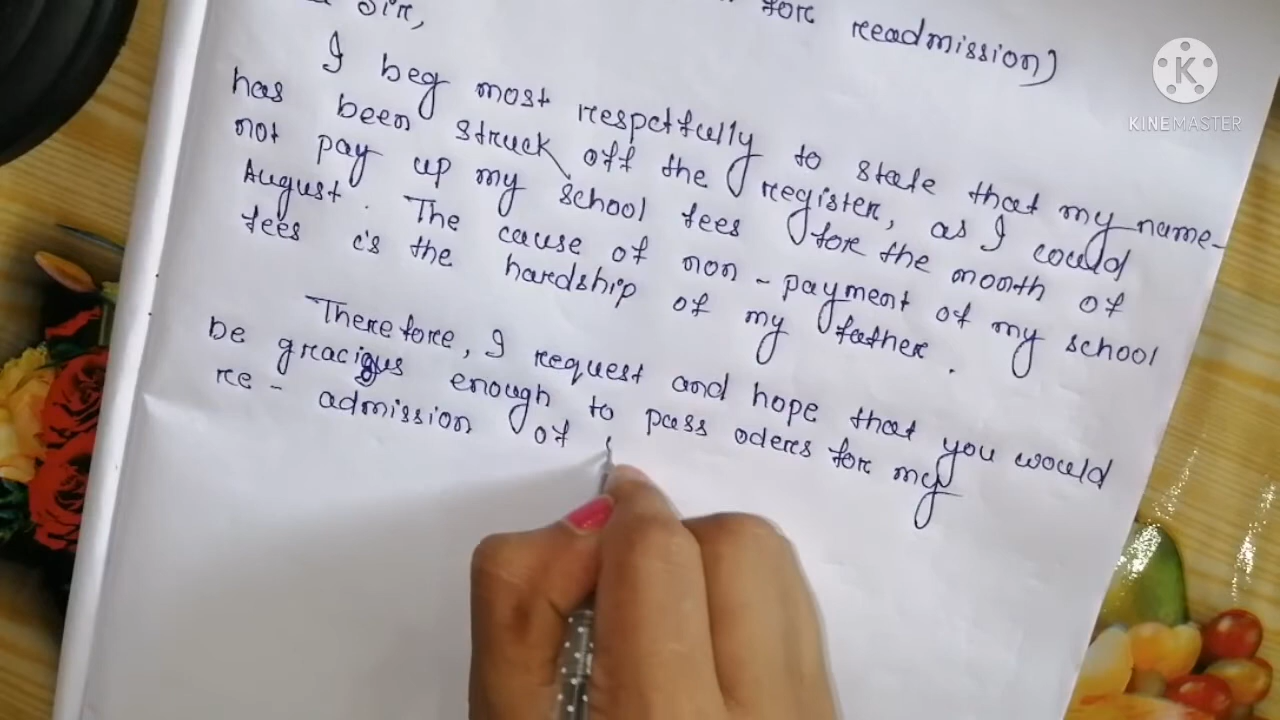 for readmission)
Sir,
I beg most respctfully to state that my name-
has been struck off the register, as I could
not pay up my school fees for the month of
August. The cause of non-payment of my school
fees is the hardship of my father.
Therefore, I request and hope that you would
be gracious enough to pass oders for my
re-admission of
KINEMASTER